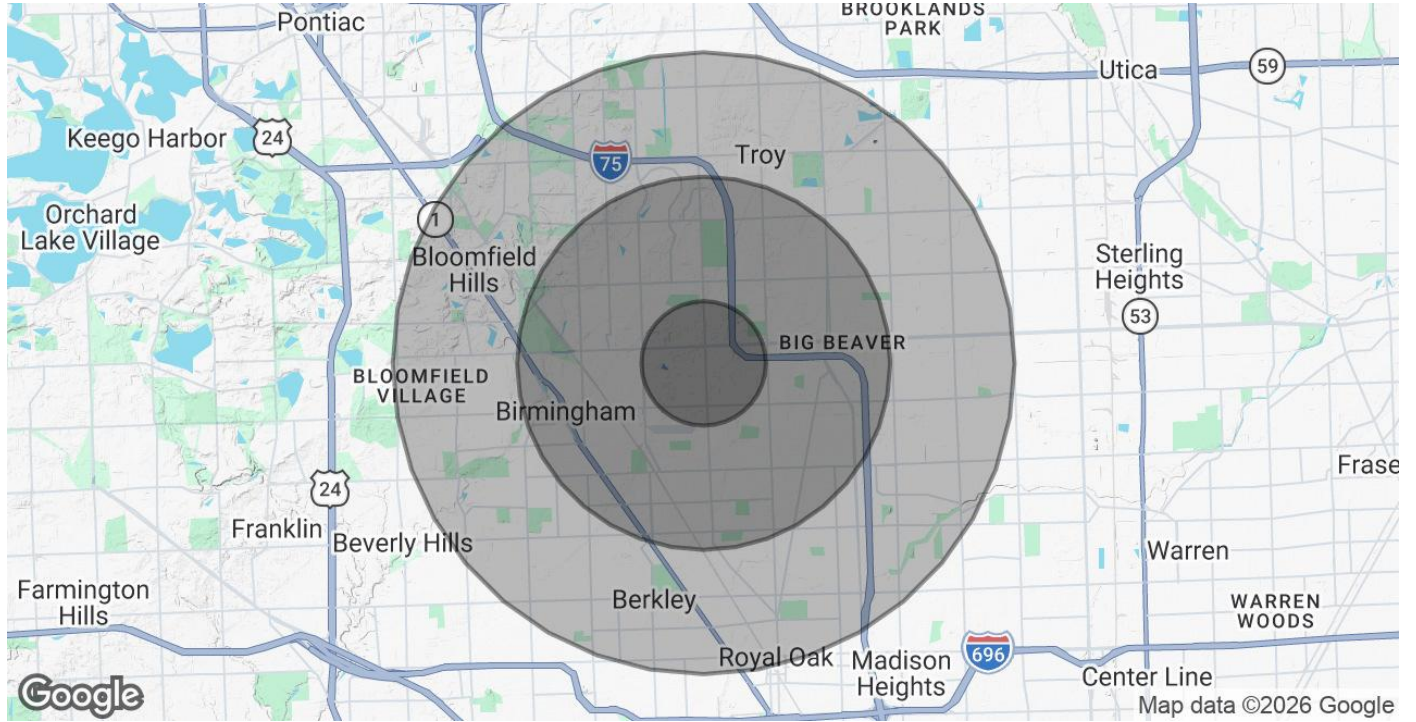 Pontiac
BROOKLANDS
PARK
Utica
59
Keego Harbor
24
75
Troy
Orchard
Lake Village
1
Bloomfield
Hills
Sterling
Heights
53
BIG BEAVER
BLOOMFIELD
VILLAGE
Birmingham
Frase
24
Franklin
Beverly Hills
Warren
Farmington
Hills
Berkley
WARREN
WOODS
Royal Oak
Madison
Heights
696
Center Line
Google
Map data ©2026 Google